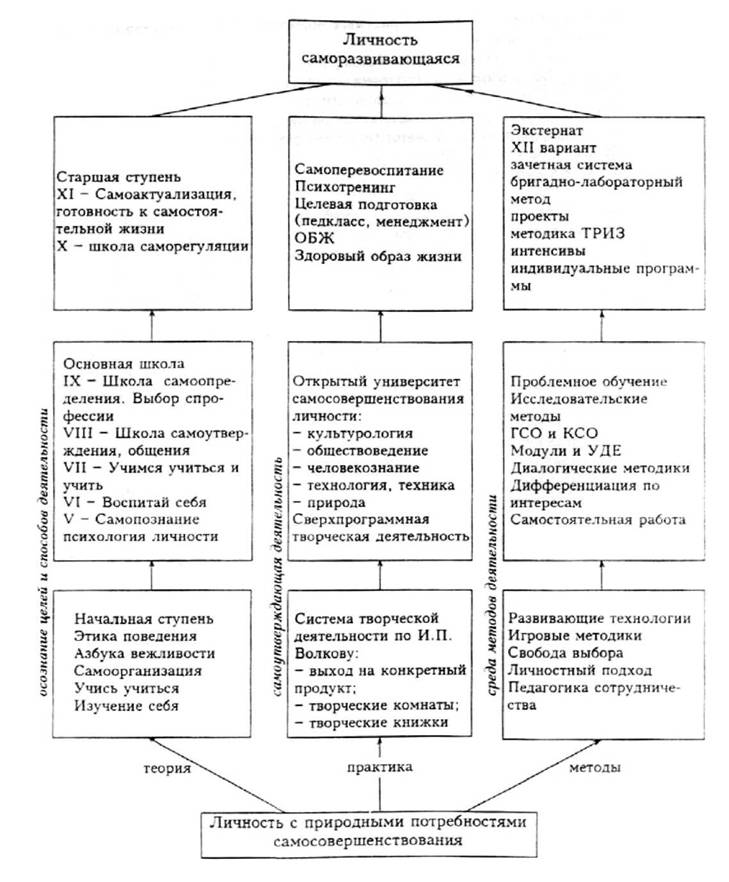 Личность
саморазвивающаяся
Старшая ступень
XI – Самоактуализация,
готовность к самостоя-
тельной жизни
X – школа саморегуляции
Самоперевоспитание
Психотренинг
Целевая подготовка
(педкласс, менеджмент)
ОБЖ
Здоровый образ жизни
Экстернат
XII вариант
зачетная система
бригадно-лабораторный
метод
проекты
методика ТРИЗ
интенсивы
индивидуальные програм-
мы
осознание целей и способов деятельности
Основная школа
IX – Школа самоопре-
деления. Выбор спро-
фессии
VIII – Школа самоутвер-
ждения, общения
VII – Учимся учиться и
учить
VI – Воспитай себя
V – Самопознание
психология личности
самоутверждающая деятельность
Открытый университет
самосовершенствования
личности:
– культурология
– обществоведение
– человекознание
– технология, техника
– природа
Сверхпрограммная
творческая деятельность
среда методов деятельности
Проблемное обучение
Исследовательские
методы
ГСО и КСО
Модули и УДЕ
Диалогические методики
Дифференциация по
интересам
Самостоятельная работа
Начальная ступень
Этика поведения
Азбука вежливости
Самоорганизация
Учись учиться
Изучение себя
Система творческой
деятельности по И.П.
Волкову:
– выход на конкретный
продукт;
– творческие комнаты;
– творческие книжки
Развивающие технологии
Игровые методики
Свобода выбора
Личностный подход
Педагогика сотрудниче-
ства
теория
практика
методы
Личность с природными потребностями
самосовершенствования